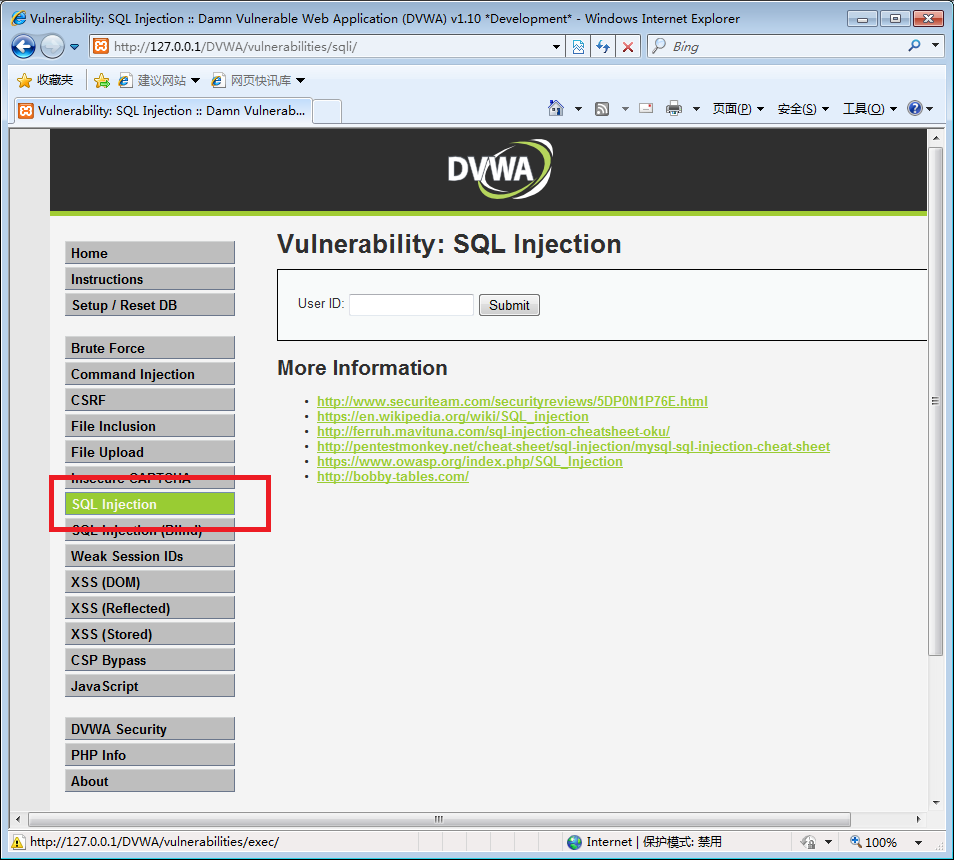 Vulnerability: SQL Injection :: Damn Vulnerable Web Application (DVWA) v1.10 *Development* - Windows Internet Explorer
http://127.0.0.1/DVWA/vulnerabilities/sqli/
Bing
收藏夹
建议网站
网页快讯库
Vulnerability: SQL Injection :: Damn Vulnerab...
页面(P)
安全(S)
工具(O)
DVWA
Home
Instructions
Setup / Reset DB
Brute Force
Command Injection
CSRF
File Inclusion
File Upload
Insecure CAPTCHA
SQL Injection
SQL Injection (Blind)
Weak Session IDs
XSS (DOM)
XSS (Reflected)
XSS (Stored)
CSP Bypass
JavaScript
DVWA Security
PHP Info
About
Vulnerability: SQL Injection
User ID:
Submit
More Information
http://www.securiteam.com/securityreviews/5DP0N1P76E.html
https://en.wikipedia.org/wiki/SQL_injection
http://ferruh.mavituna.com/sql-injection-cheatsheet-oku/
http://pentestmonkey.net/cheat-sheet/sql-injection/mysql-sql-injection-cheat-sheet
https://www.owasp.org/index.php/SQL_Injection
http://bobby-tables.com/
http://127.0.0.1/DVWA/vulnerabilities/exec/
Internet | 保护模式: 禁用
100%